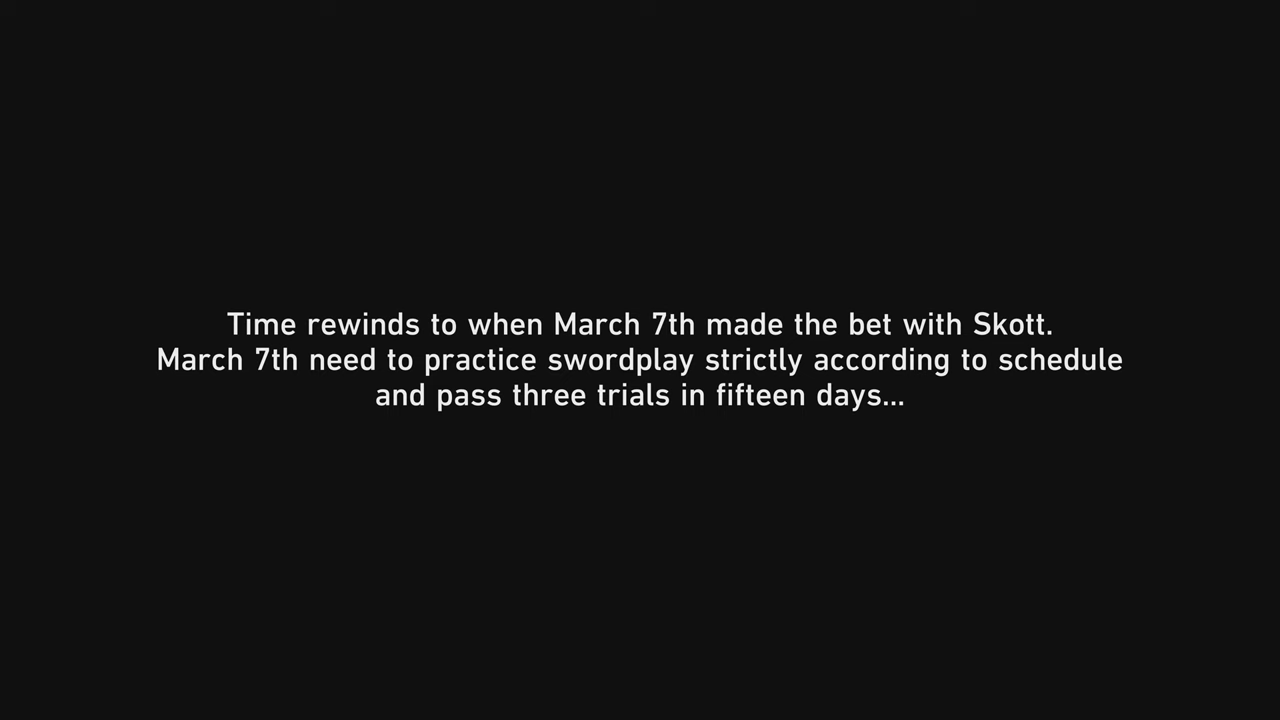 Time rewinds to when March 7th made the bet with Skott.
March 7th need to practice swordplay strictly according to schedule
and pass three trials in fifteen days...